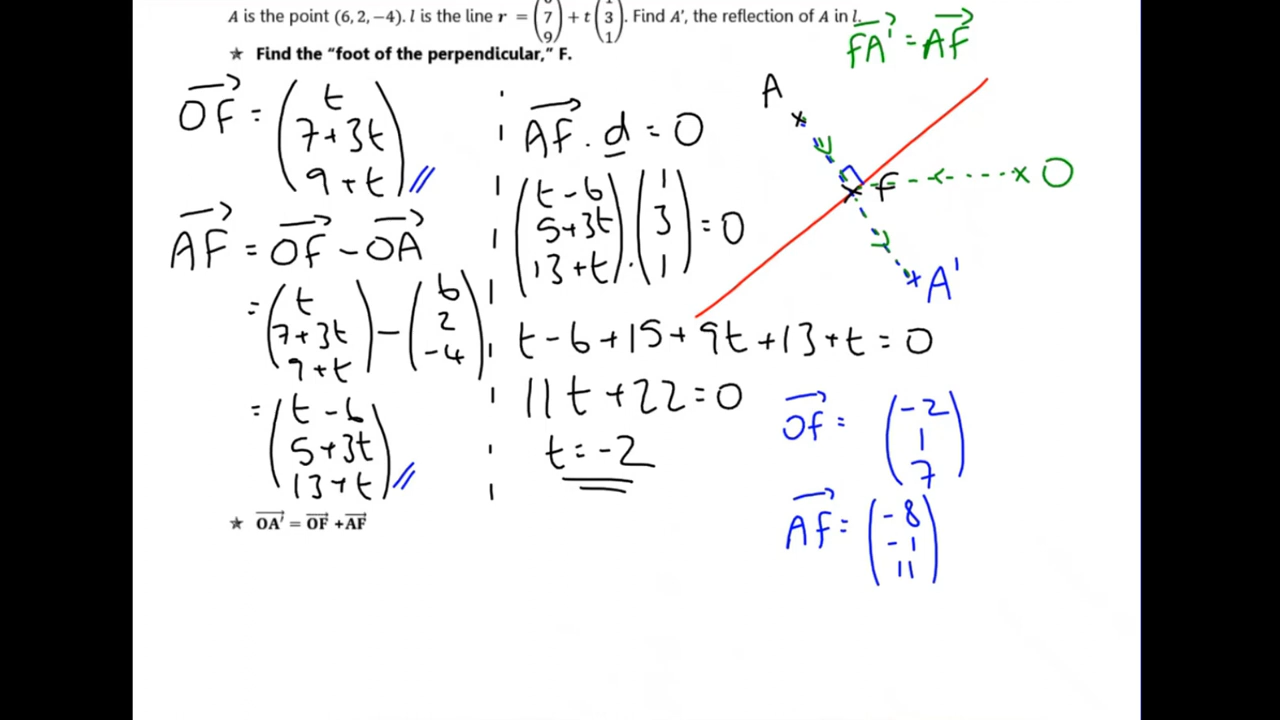 A is the point (6, 2, −4). l is the line r = (0 7 9) + t (1 3 1). Find A′, the reflection of A in l.
★ Find the “foot of the perpendicular,” F.
OF = (t 7+3t 9+t)
AF = OF − OA
= (t 7+3t 9+t) − (6 2 −4)
= (t−6 5+3t 13+t)
★ OA′ = OF +AF
AF . d = 0
(t−6 5+3t 13+t) . (1 3 1) = 0
t−6+15+9t+13+t = 0
11t+22=0
t=−2
FA' = AF
A
F
O
A'
OF = (−2 1 7)
AF = (−8 −1 11)